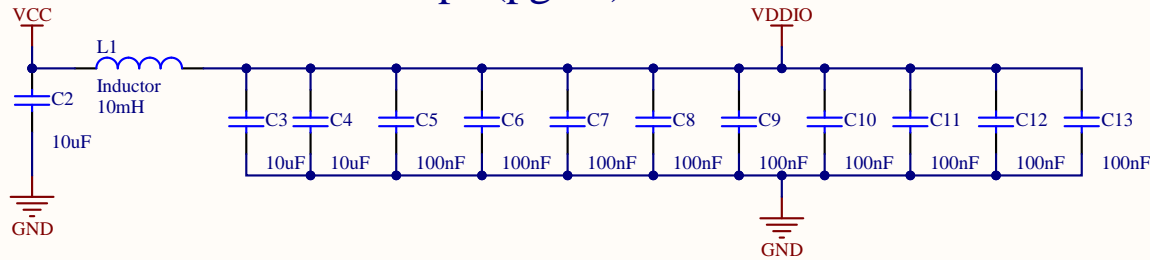 VCC
VDDIO
L1
Inductor
10mH
C2
10uF
C3 C4 C5 C6 C7 C8 C9 C10 C11 C12 C13
10uF 10uF 100nF 100nF 100nF 100nF 100nF 100nF 100nF 100nF 100nF
GND
GND